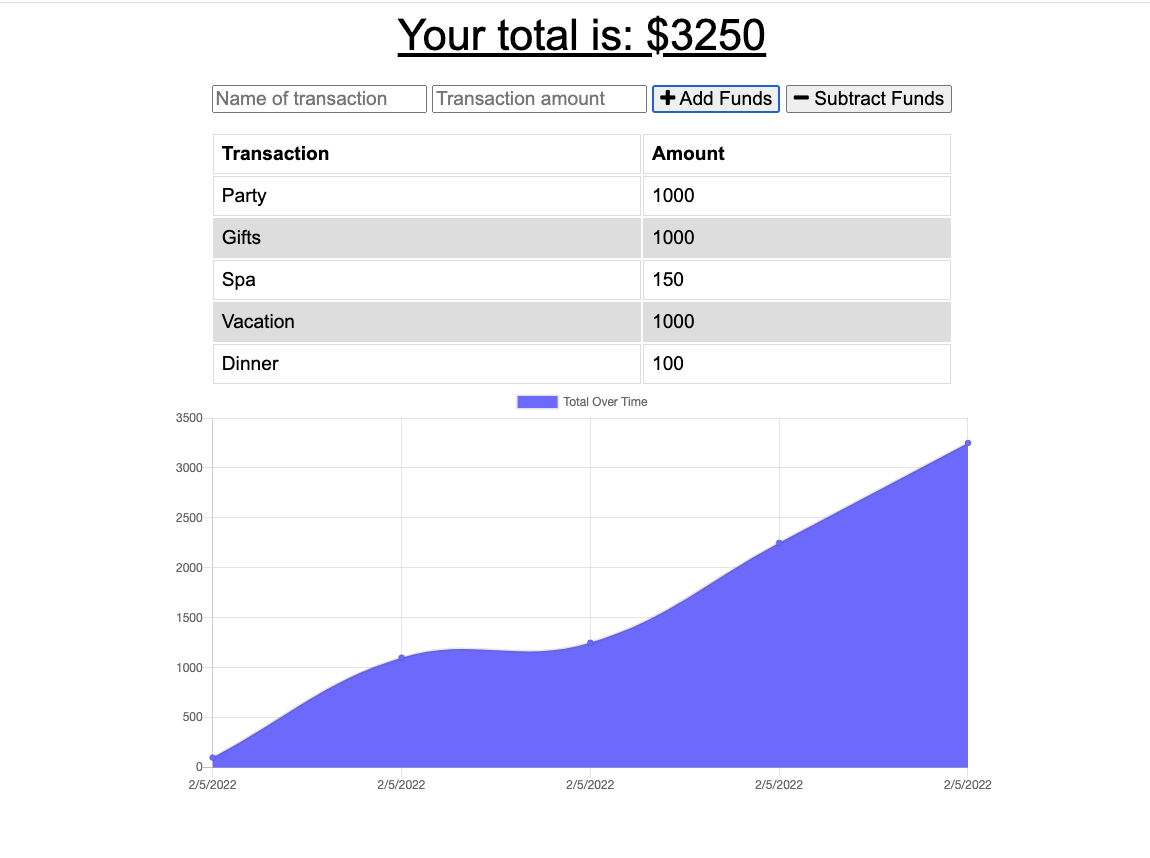 Your total is: $3250
Name of transaction Transaction amount + Add Funds − Subtract Funds
Transaction Amount
Party 1000
Gifts 1000
Spa 150
Vacation 1000
Dinner 100
Total Over Time
3500
3000
2500
2000
1500
1000
500
0
2/5/2022 2/5/2022 2/5/2022 2/5/2022 2/5/2022